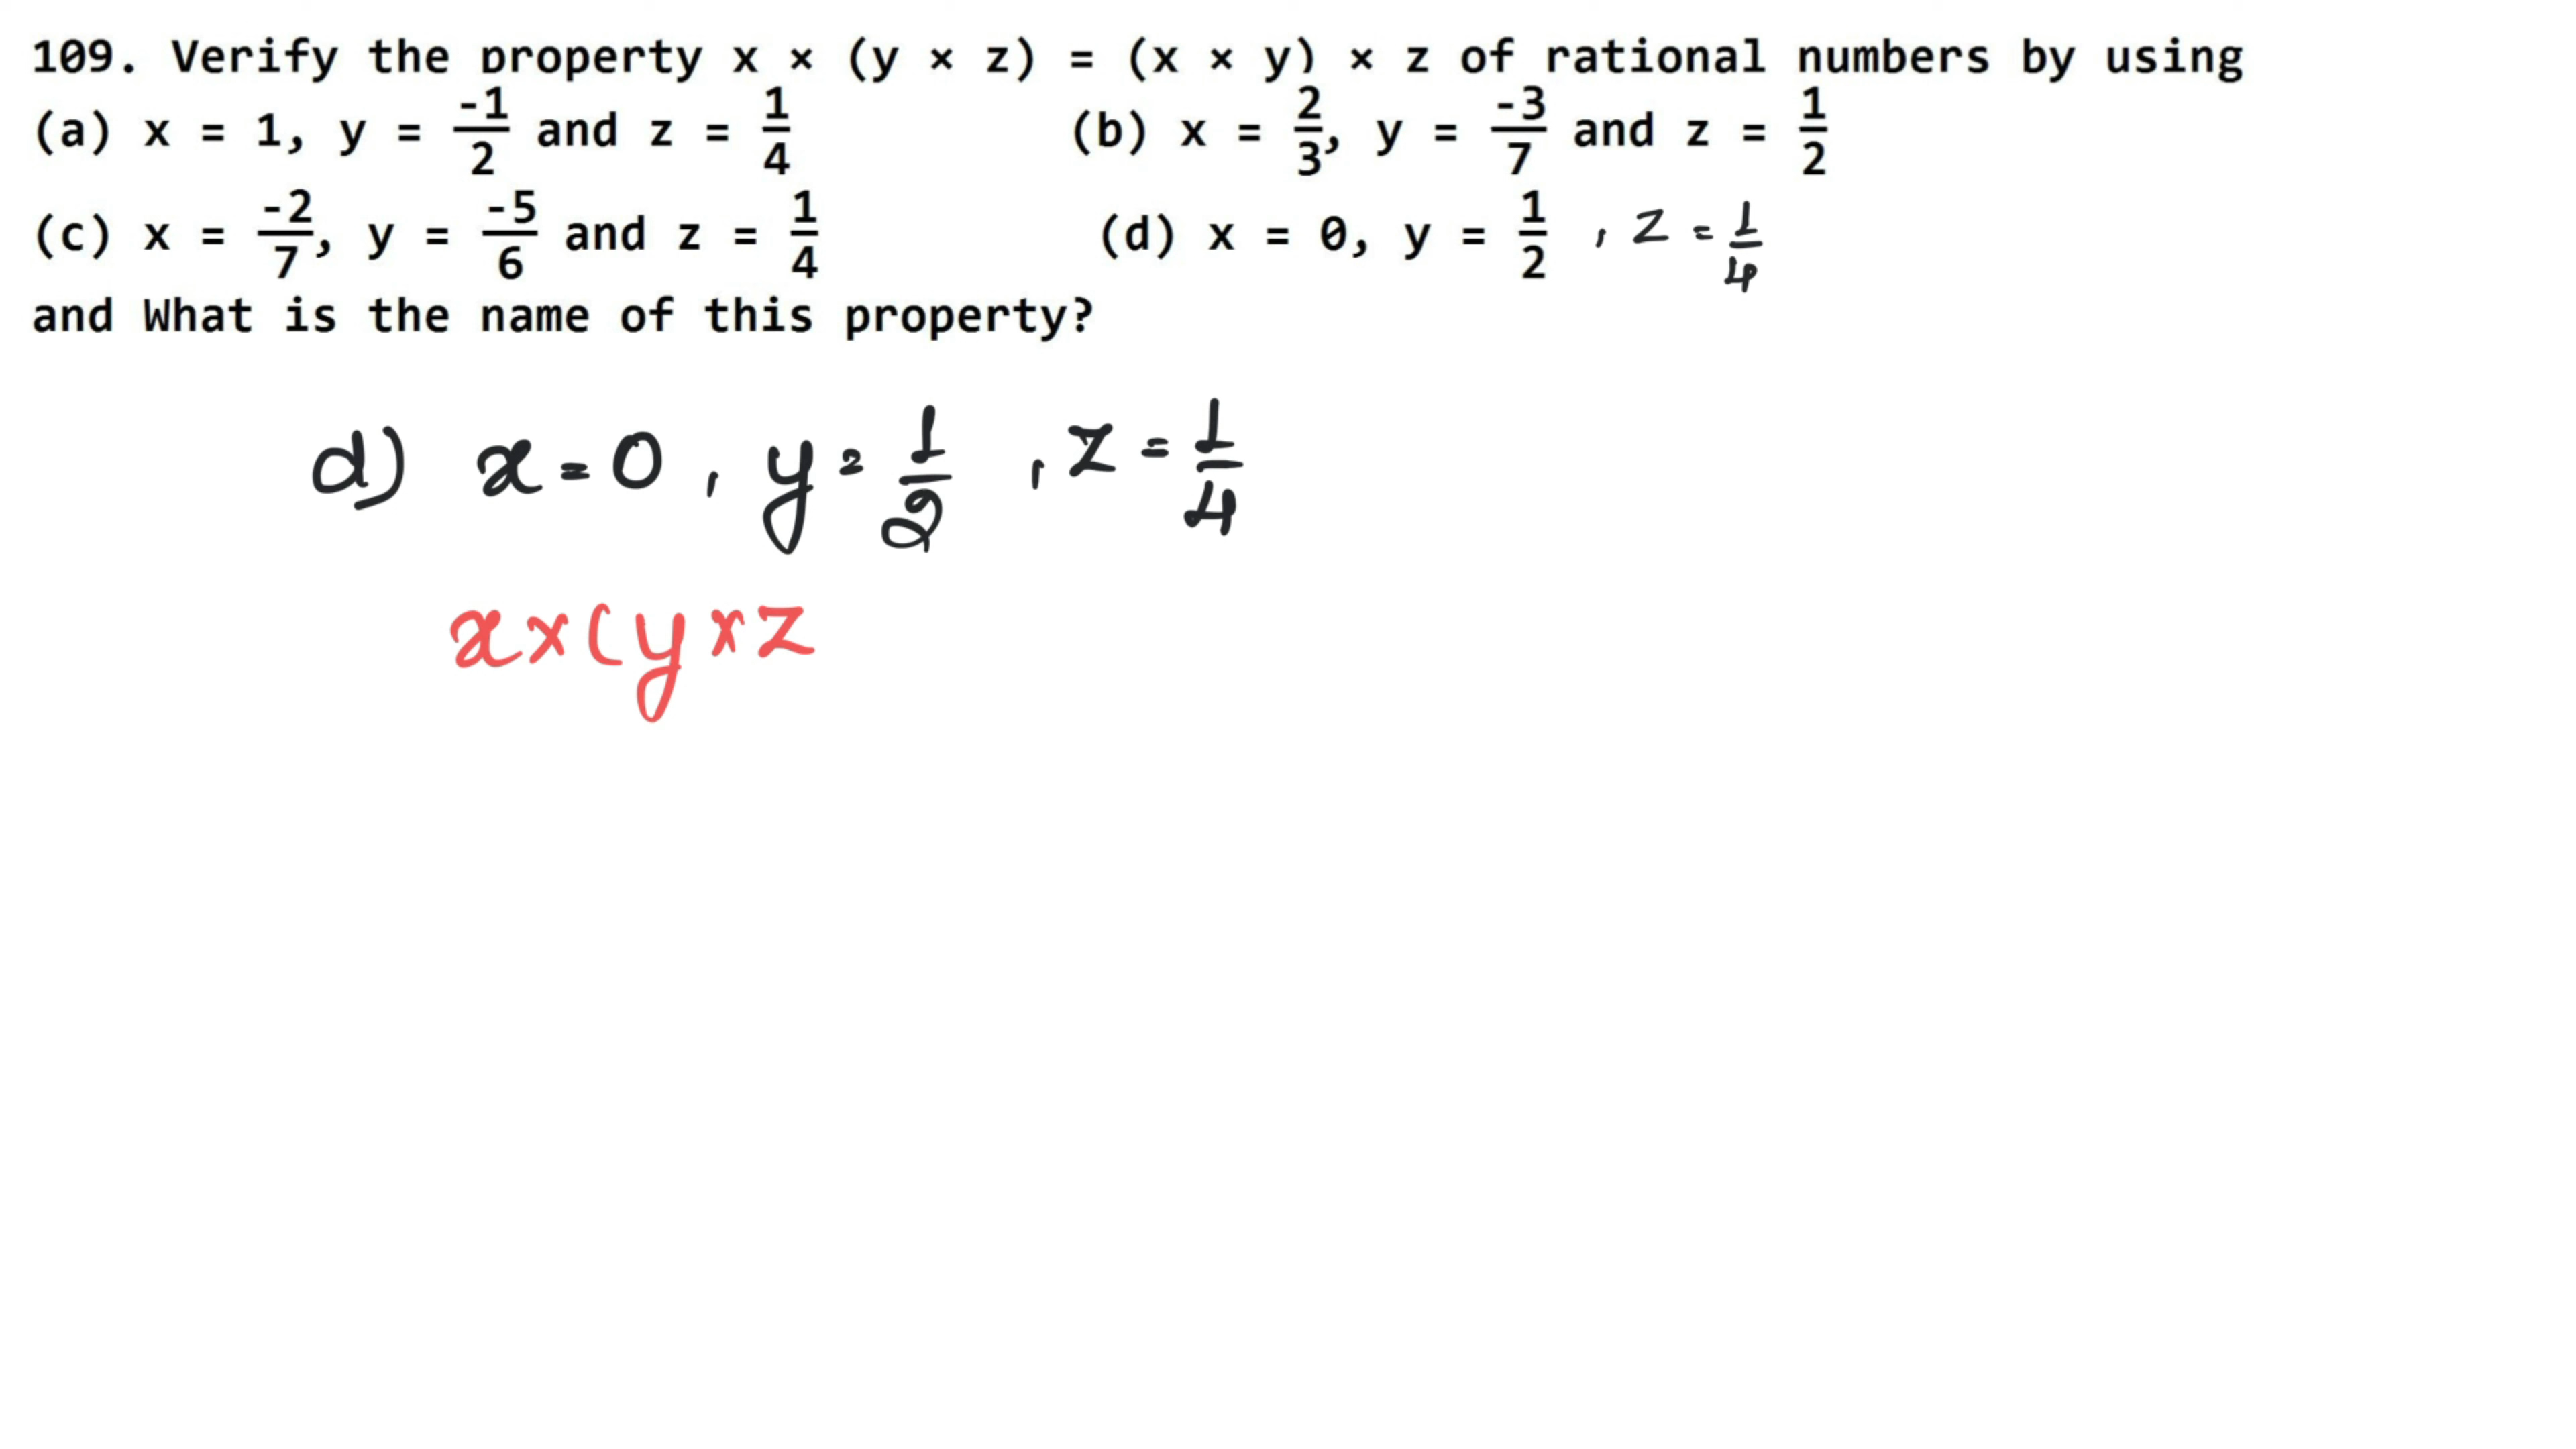 109. Verify the property x × (y × z) = (x × y) × z of rational numbers by using
(a) x = 1, y = -1/2 and z = 1/4 (b) x = 2/3, y = -3/7 and z = 1/2
(c) x = -2/7, y = -5/6 and z = 1/4 (d) x = 0, y = 1/2 , z = 1/4
and What is the name of this property?
d) x = 0 , y = 1/2 , z = 1/4
x × ( y × z